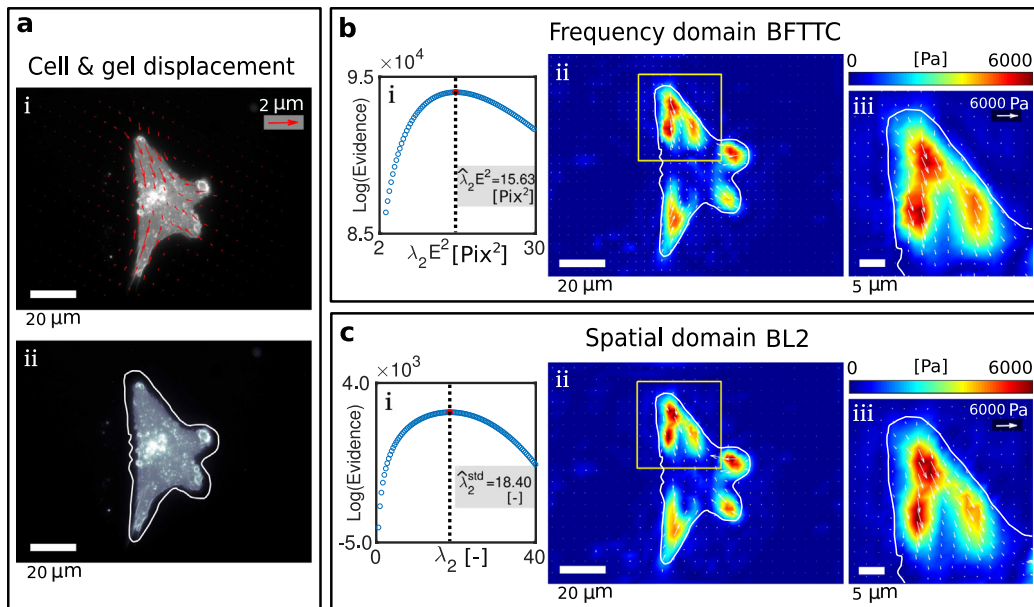 a
Cell & gel displacement
i
2 μm
20 μm
ii
20 μm
b
Frequency domain BFTTC
×10⁴
9.5
i
Log(Evidence)
λ̂₂E²=15.63
[Pix²]
8.5
2
30
λ₂E² [Pix²]
ii
20 μm
[Pa]
0
6000
iii
6000 Pa
5 μm
c
Spatial domain BL2
×10³
4.0
i
Log(Evidence)
λ̂₂ˢᵗᵈ=18.40
[-]
-5.0
0
40
λ₂ [-]
ii
20 μm
[Pa]
0
6000
iii
6000 Pa
5 μm